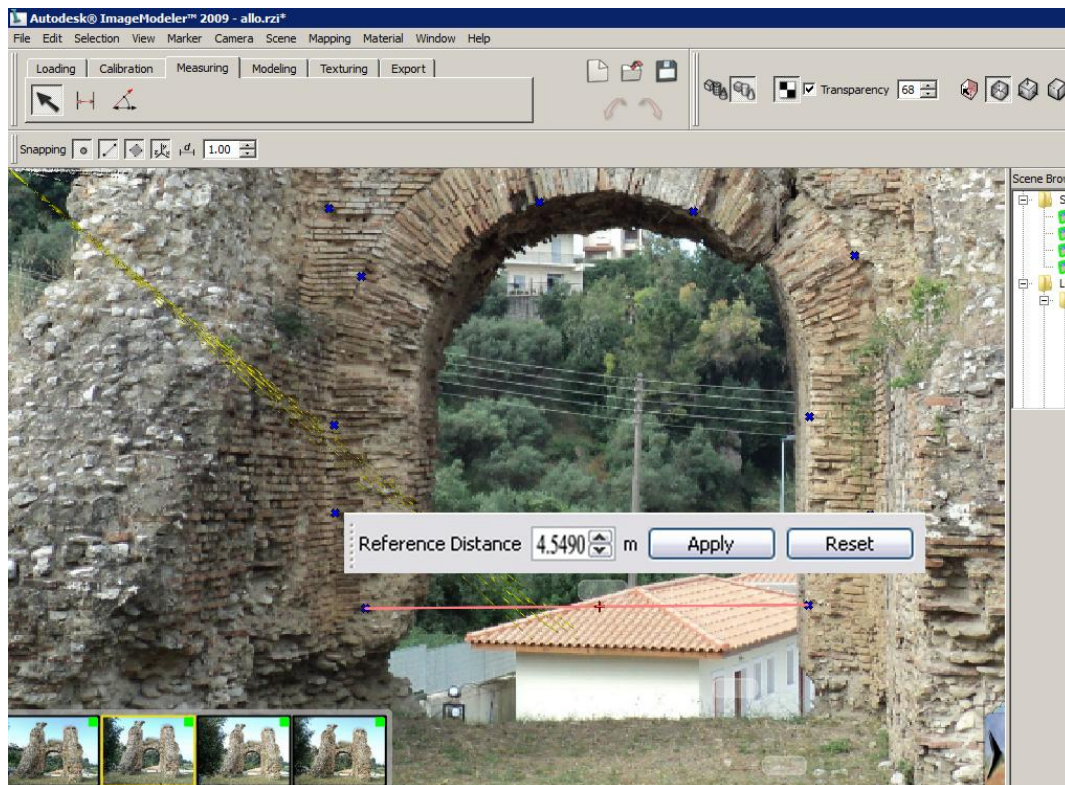 Autodesk® ImageModeler™ 2009 - allo.rzi*
File Edit Selection View Marker Camera Scene Mapping Material Window Help
Loading Calibration Measuring Modeling Texturing Export
Transparency 68
Snapping d 1.00
Scene Brow
S
L
Reference Distance 4.5490 m Apply Reset